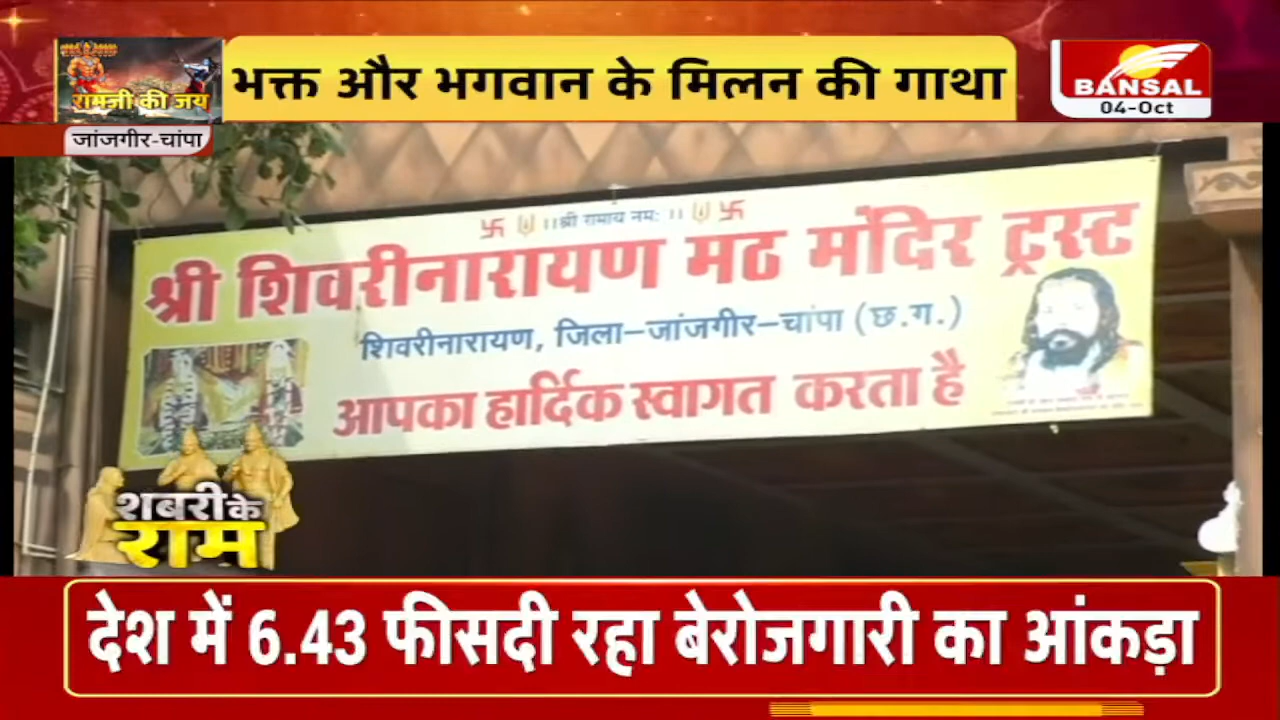 रामजी की जय
भक्त और भगवान के मिलन की गाथा
BANSAL
04-Oct
जांजगीर-चांपा
।।श्री रामाय नमः ।।
श्री शिवरीनारायण मठ मंदिर ट्रस्ट
शिवरीनारायण, जिला-जांजगीर-चांपा (छ.ग.)
आपका हार्दिक स्वागत करता है
शबरी के
राम
देश में 6.43 फीसदी रहा बेरोजगारी का आंकड़ा